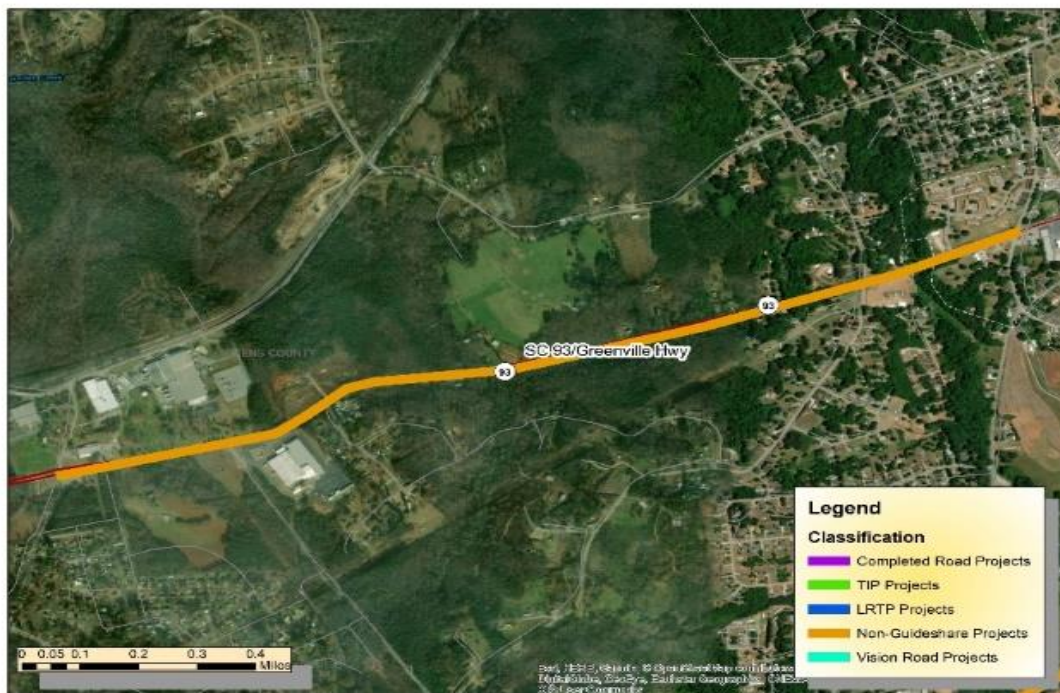 93
SC 93/Greenville Hwy
93
COUNTY
Legend
Classification
Completed Road Projects
TIP Projects
LRTP Projects
Non-Guideshare Projects
Vision Road Projects
0 0.05 0.1 0.2 0.3 0.4
Miles